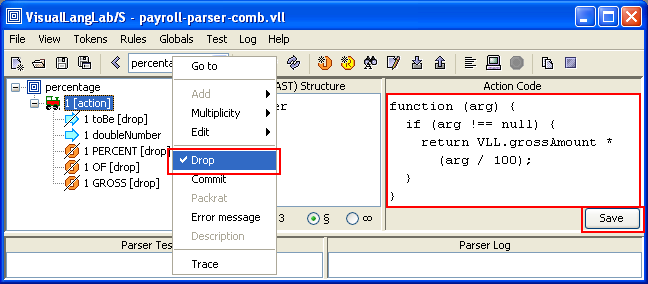 VisualLangLab/S - payroll-parser-comb.vll
File View Tokens Rules Globals Test Log Help
percentage
AST) Structure
Action Code
percentage
1 [action]
1 toBe [drop]
1 doubleNumber
1 PERCENT [drop]
1 OF [drop]
1 GROSS [drop]
Go to
Add
Multiplicity
Edit
Drop
Commit
Packrat
Error message
Description
Trace
er
3 § ∞
function (arg) {
if (arg !== null) {
return VLL.grossAmount *
(arg / 100);
}
}
Save
Parser Tes
Parser Log